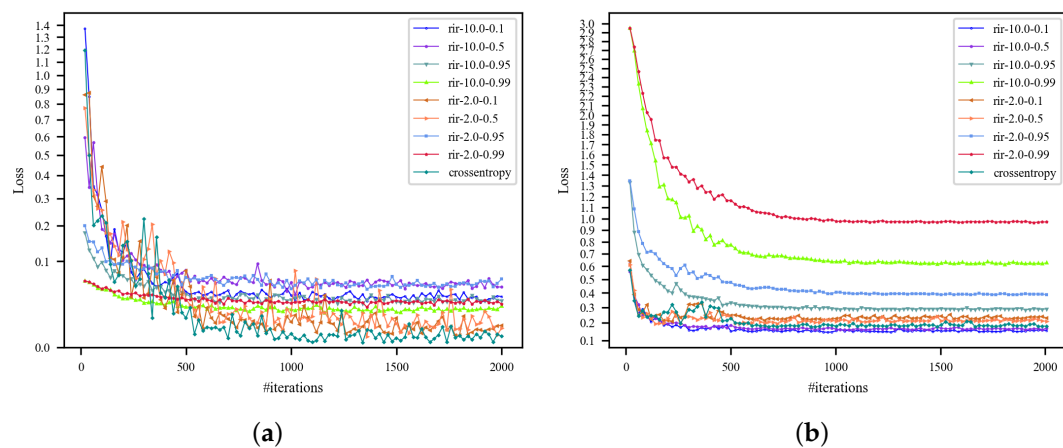 1.4
1.3
1.2
1.1
1.0
0.9
0.8
0.7
0.6
0.5
0.4
0.3
0.2
0.1
0.0
Loss
0
500
1000
1500
2000
#iterations
rir-10.0-0.1
rir-10.0-0.5
rir-10.0-0.95
rir-10.0-0.99
rir-2.0-0.1
rir-2.0-0.5
rir-2.0-0.95
rir-2.0-0.99
crossentropy
(a)
3.0
2.9
2.8
2.7
2.6
2.5
2.4
2.3
2.2
2.1
2.0
1.9
1.8
1.7
1.6
1.5
1.4
1.3
1.2
1.1
1.0
0.9
0.8
0.7
0.6
0.5
0.4
0.3
0.2
0.1
Loss
0
500
1000
1500
2000
#iterations
rir-10.0-0.1
rir-10.0-0.5
rir-10.0-0.95
rir-10.0-0.99
rir-2.0-0.1
rir-2.0-0.5
rir-2.0-0.95
rir-2.0-0.99
crossentropy
(b)